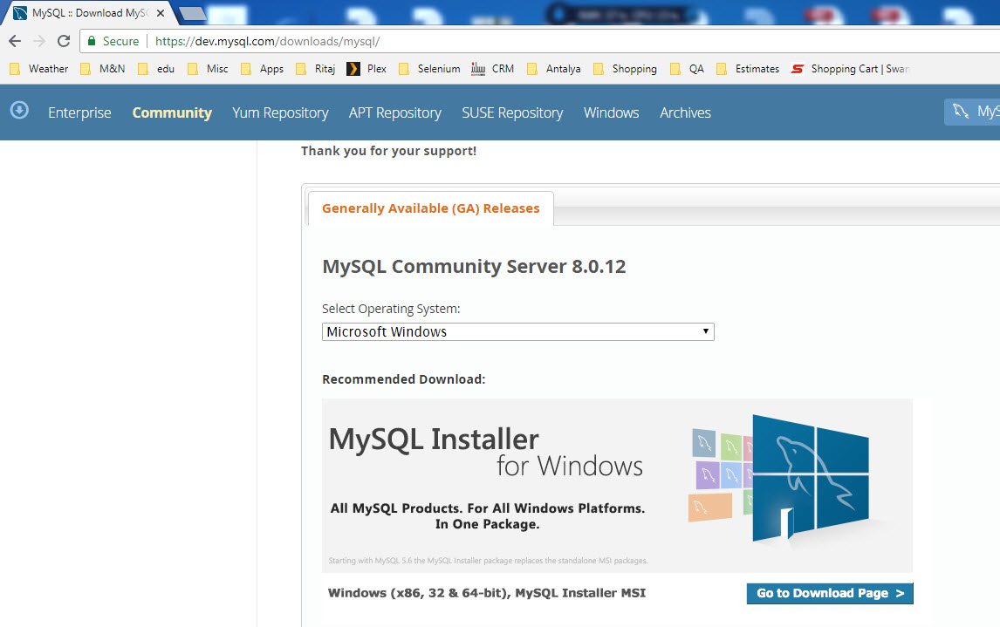 MySQL :: Download MySQ
Secure https://dev.mysql.com/downloads/mysql/
Weather M&N edu Misc Apps Ritaj Plex Selenium CRM Antalya Shopping QA Estimates Shopping Cart | Swan
Enterprise Community Yum Repository APT Repository SUSE Repository Windows Archives MyS
Thank you for your support!
Generally Available (GA) Releases
MySQL Community Server 8.0.12
Select Operating System:
Microsoft Windows
Recommended Download:
MySQL Installer
for Windows
All MySQL Products. For All Windows Platforms.
In One Package.
Starting with MySQL 5.6 the MySQL Installer package replaces the standalone MSI packages.
Windows (x86, 32 & 64-bit), MySQL Installer MSI
Go to Download Page >